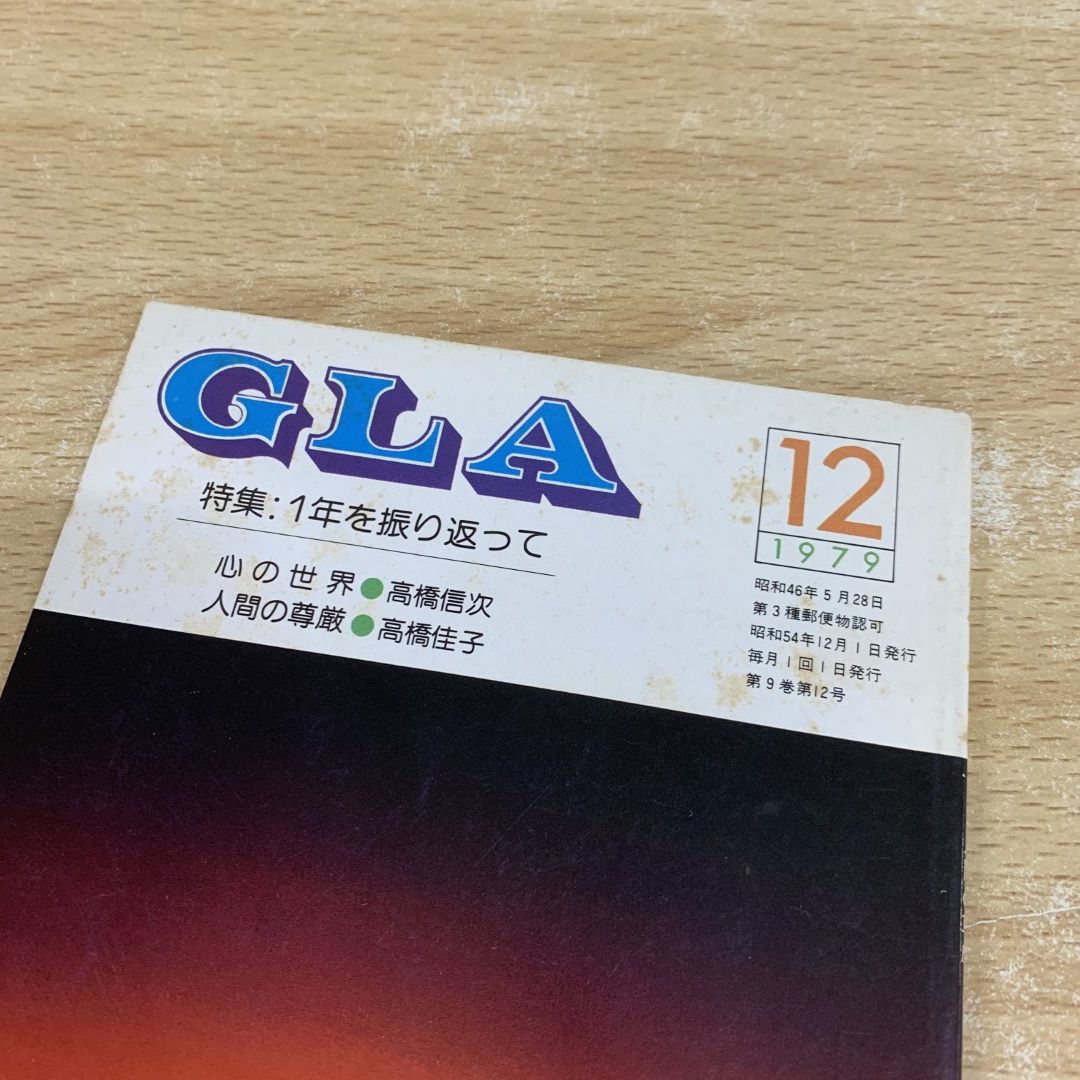 GLA
特集:1年を振り返って
心の世界●高橋信次
人間の尊厳●高橋佳子
12
1979
昭和46年5月28日
第3種郵便物認可
昭和54年12月1日発行
毎月1回1日発行
第9巻第12号